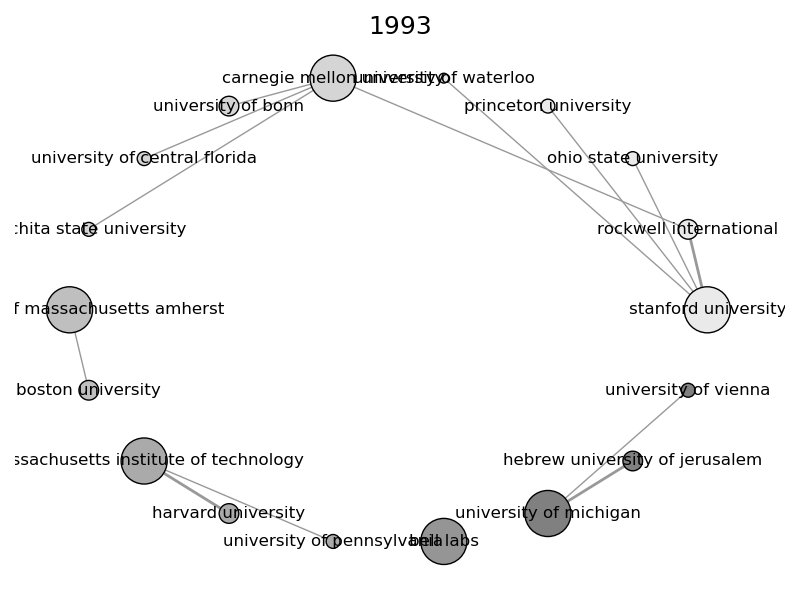 1993
carnegie mellon university
university of waterloo
university of bonn
princeton university
university of central florida
ohio state university
chita state university
rockwell international
f massachusetts amherst
stanford university
boston university
university of vienna
ssachusetts institute of technology
hebrew university of jerusalem
harvard university
university of michigan
university of pennsylvania
bell labs